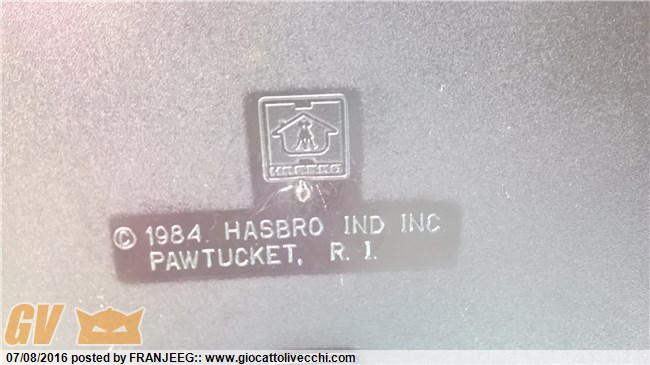 HASBRO
© 1984. HASBRO IND INC
PAWTUCKET, R. I.
GV
07/08/2016 posted by FRANJEEG:: www.giocattolivecchi.com